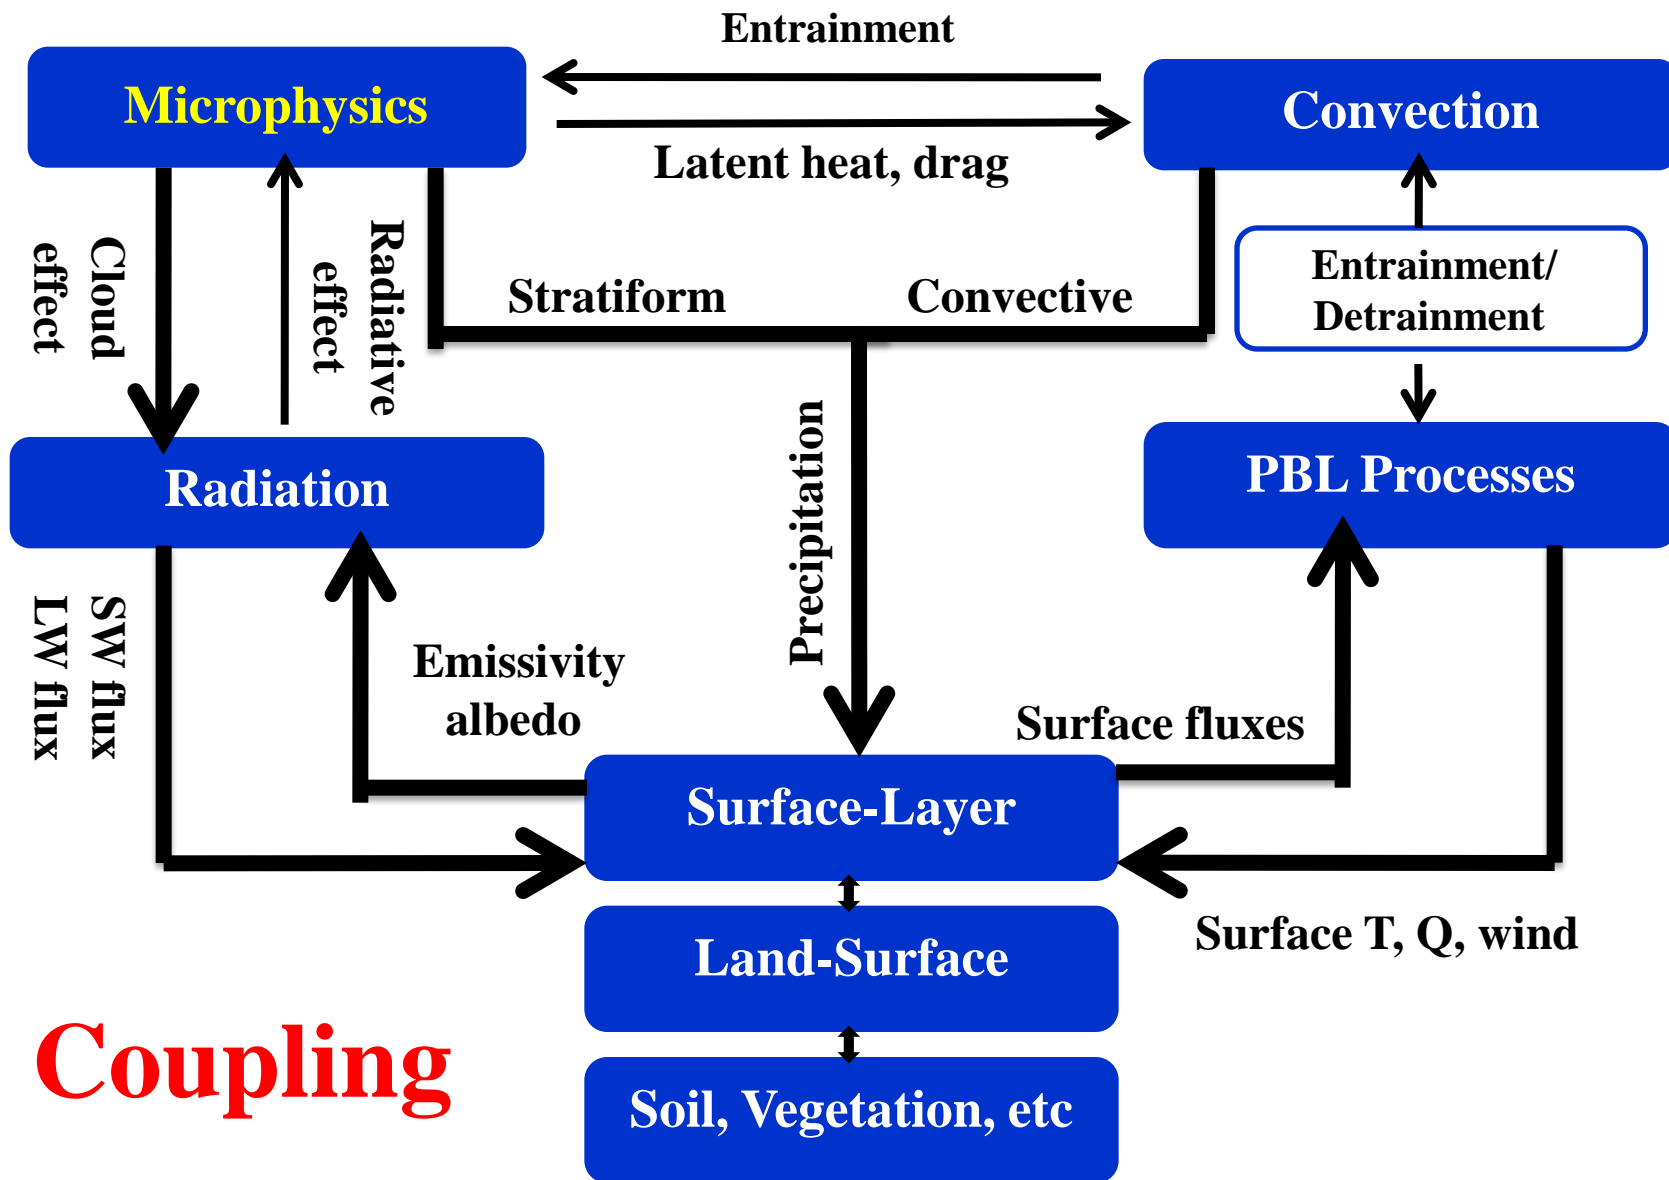 Entrainment
Microphysics
Convection
Latent heat, drag
Cloud
effect
Radiative
effect
Stratiform
Convective
Entrainment/
Detrainment
Radiation
PBL Processes
Precipitation
SW flux
LW flux
Emissivity
albedo
Surface fluxes
Surface-Layer
Surface T, Q, wind
Land-Surface
Coupling
Soil, Vegetation, etc